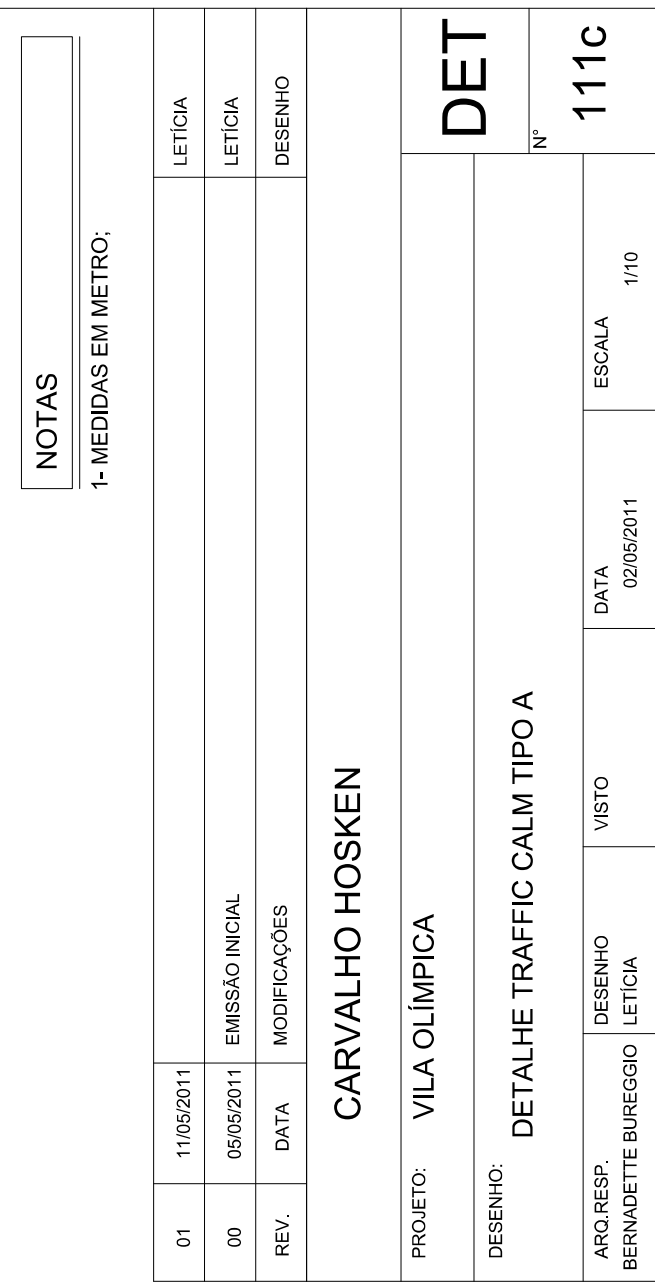 NOTAS
1- MEDIDAS EM METRO;
01 11/05/2011 LETÍCIA
00 05/05/2011 EMISSÃO INICIAL LETÍCIA
REV. DATA MODIFICAÇÕES DESENHO
CARVALHO HOSKEN
PROJETO: VILA OLÍMPICA
DET
DESENHO:
DETALHE TRAFFIC CALM TIPO A
N°
111c
ARQ.RESP. DESENHO VISTO DATA ESCALA
BERNADETTE BUREGGIO LETÍCIA 02/05/2011 1/10